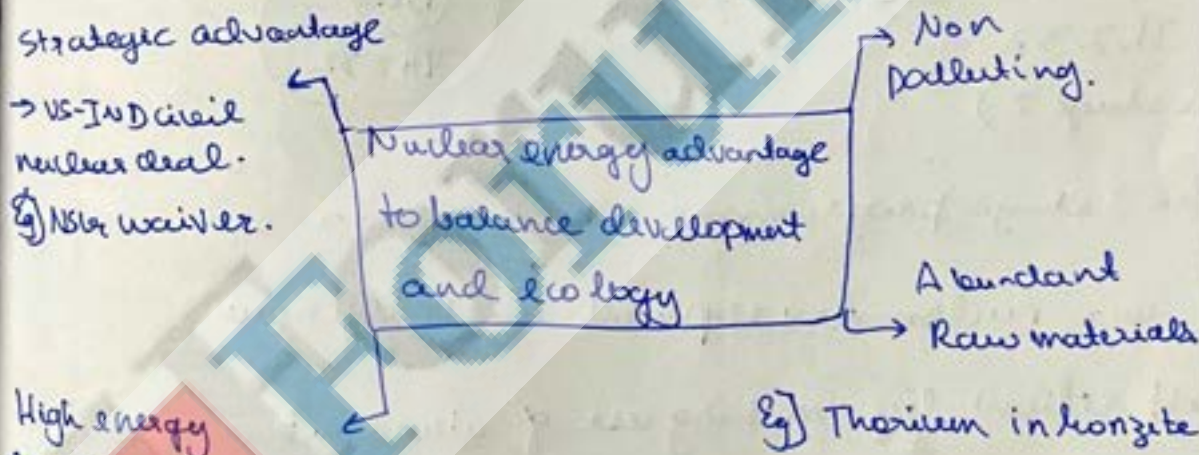 Strategic advantage
→ US-IND civil
nuclear deal.
Eg) NSG waiver.
Nuclear energy advantage
to balance development
and ecology
Non
polluting.
Abundant
Raw materials
High energy
Eg] Thorium in
Forum